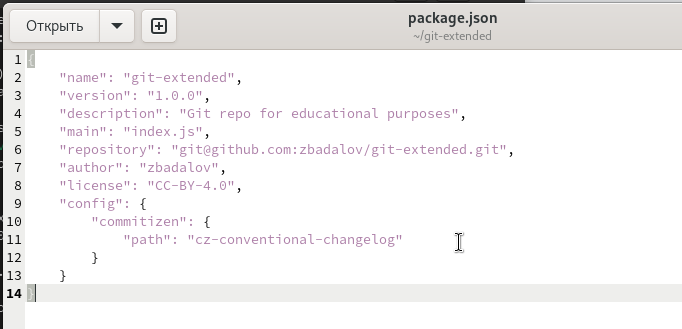 Открыть
package.json
~/git-extended
1 {
2     "name": "git-extended",
3     "version": "1.0.0",
4     "description": "Git repo for educational purposes",
5     "main": "index.js",
6     "repository": "git@github.com:zbadalov/git-extended.git",
7     "author": "zbadalov",
8     "license": "CC-BY-4.0",
9     "config": {
10         "commitizen": {
11             "path": "cz-conventional-changelog"
12         }
13     }
14 }